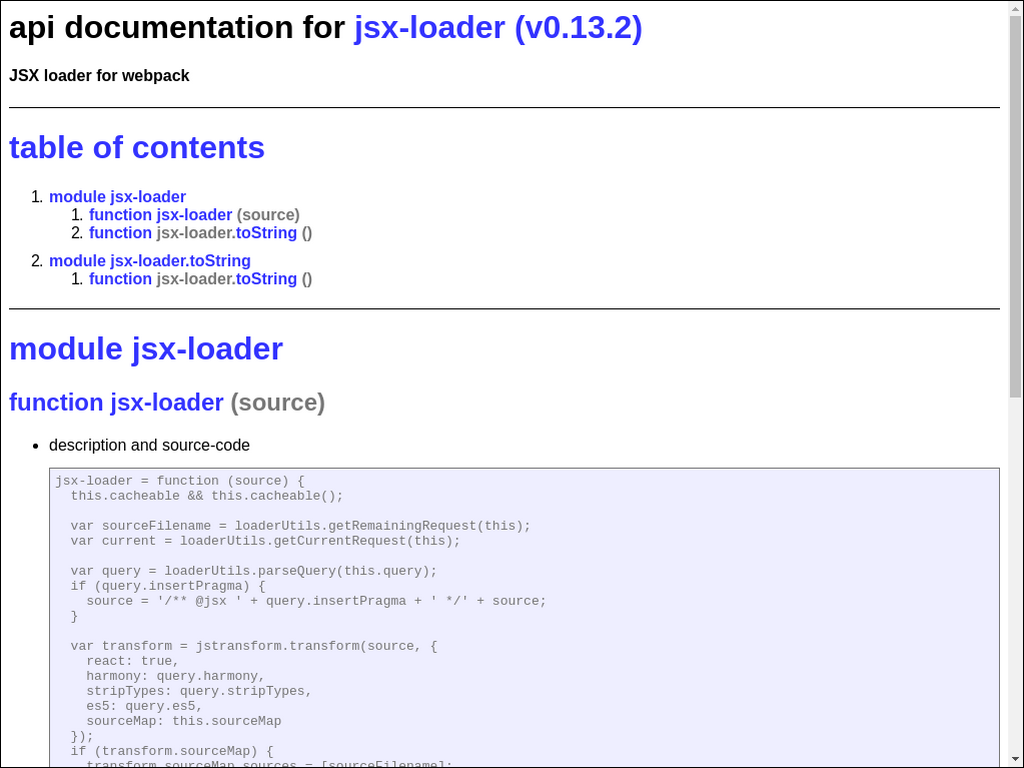 api documentation for jsx-loader (v0.13.2)
JSX loader for webpack
table of contents
1. module jsx-loader
1. function jsx-loader (source)
2. function jsx-loader.toString ()
2. module jsx-loader.toString
1. function jsx-loader.toString ()
module jsx-loader
function jsx-loader (source)
• description and source-code
jsx-loader = function (source) {
  this.cacheable && this.cacheable();
  var sourceFilename = loaderUtils.getRemainingRequest(this);
  var current = loaderUtils.getCurrentRequest(this);
  var query = loaderUtils.parseQuery(this.query);
  if (query.insertPragma) {
    source = '/** @jsx ' + query.insertPragma + ' */' + source;
  }
  var transform = jstransform.transform(source, {
    react: true,
    harmony: query.harmony,
    stripTypes: query.stripTypes,
    es5: query.es5,
    sourceMap: this.sourceMap
  });
  if (transform.sourceMap) {
    transform.sourceMap.sources = [sourceFilename];